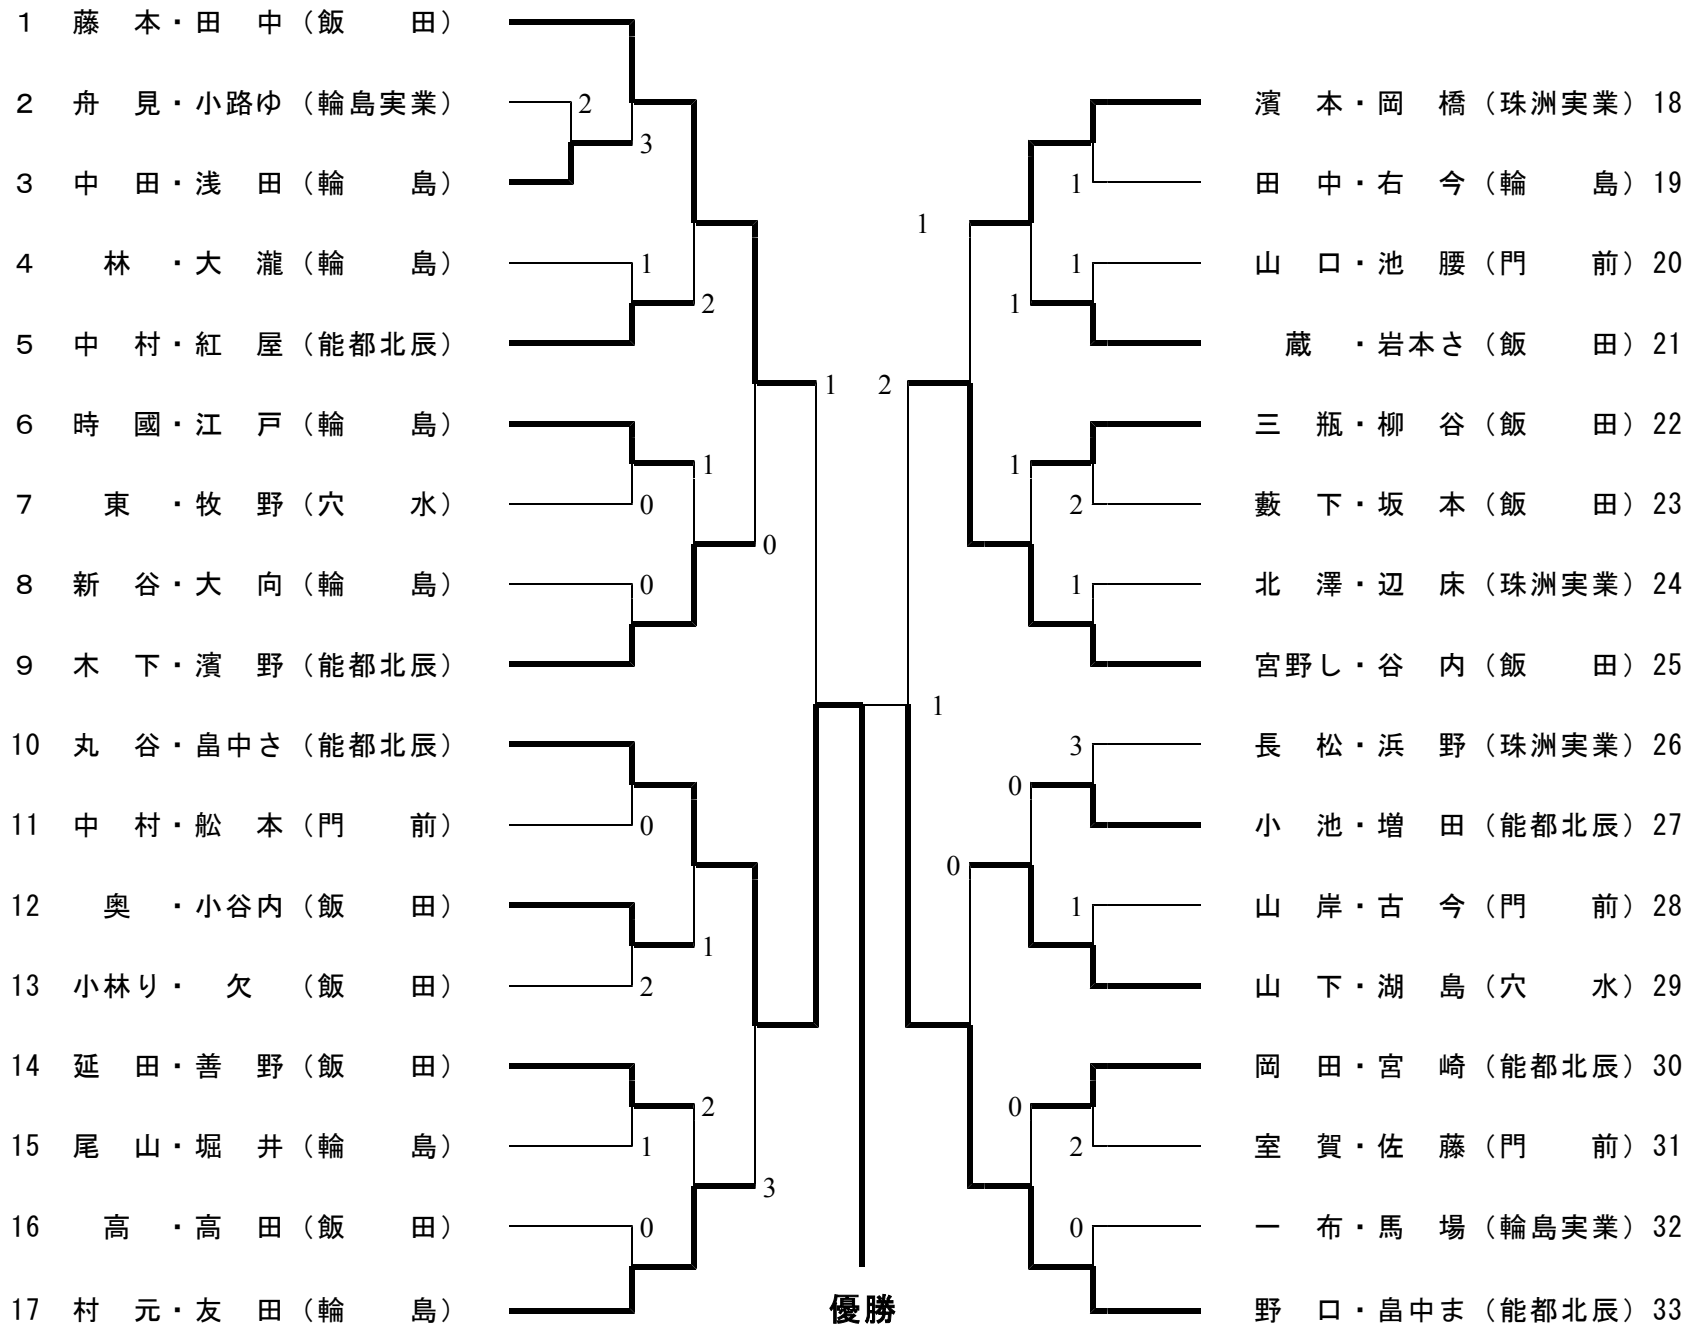 1 藤 本・田 中（飯 田）
2 舟 見・小路ゆ（輪島実業） 2 濱 本・岡 橋（珠洲実業）18
3
3 中 田・浅 田（輪 島） 1 田 中・右 今（輪 島）19
1
4 林 ・大 瀧（輪 島） 1 1 山 口・池 腰（門 前）20
2 1
5 中 村・紅 屋（能都北辰） 蔵 ・岩本さ（飯 田）21
1 2
6 時 國・江 戸（輪 島） 三 瓶・柳 谷（飯 田）22
1 1
7 東 ・牧 野（穴 水） 0 2 藪 下・坂 本（飯 田）23
0
8 新 谷・大 向（輪 島） 0 1 北 澤・辺 床（珠洲実業）24
9 木 下・濱 野（能都北辰） 宮野し・谷 内（飯 田）25
1
10 丸 谷・畠中さ（能都北辰） 3 長 松・浜 野（珠洲実業）26
0
11 中 村・舩 本（門 前） 0 小 池・増 田（能都北辰）27
0
12 奥 ・小谷内（飯 田） 1 山 岸・古 今（門 前）28
1
13 小林り・ 欠 （飯 田） 2 山 下・湖 島（穴 水）29
14 延 田・善 野（飯 田） 岡 田・宮 崎（能都北辰）30
2 0
15 尾 山・堀 井（輪 島） 1 2 室 賀・佐 藤（門 前）31
3
16 高 ・高 田（飯 田） 0 0 一 布・馬 場（輪島実業）32
17 村 元・友 田（輪 島） 優勝 野 口・畠中ま（能都北辰）33